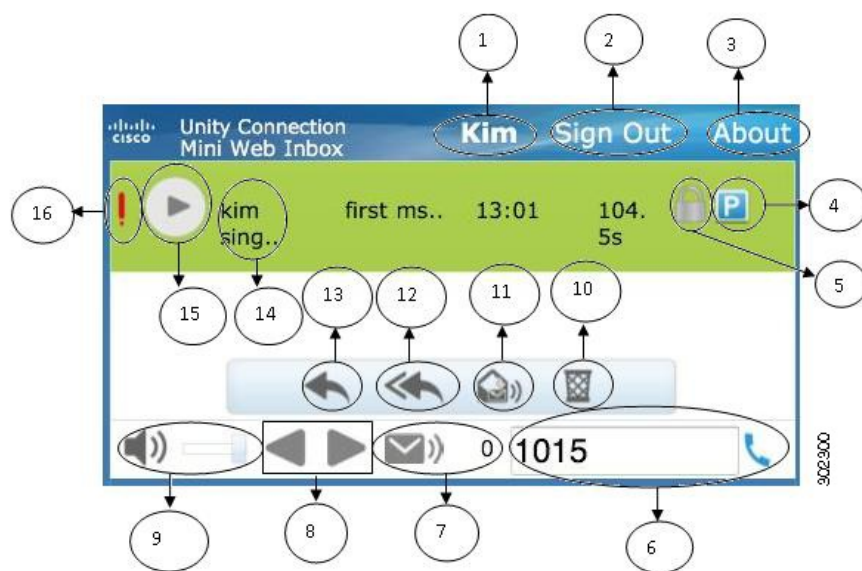 1 2 3
cisco Unity Connection Kim Sign Out About
Mini Web Inbox
16 kim first ms.. 13:01 104. P 4
sing.. 5s
5
15 14 13 12 11 10
0 1015
302300
9 8 7 6